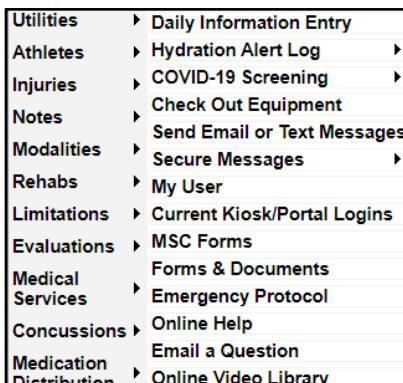 Utilities
Athletes
Injuries
Notes
Modalities
Rehabs
Limitations
Evaluations
Medical
Services
Concussions
Medication
Distribution
Daily Information Entry
Hydration Alert Log
COVID-19 Screening
Check Out Equipment
Send Email or Text Messages
Secure Messages
My User
Current Kiosk/Portal Logins
MSC Forms
Forms & Documents
Emergency Protocol
Online Help
Email a Question
Online Video Library